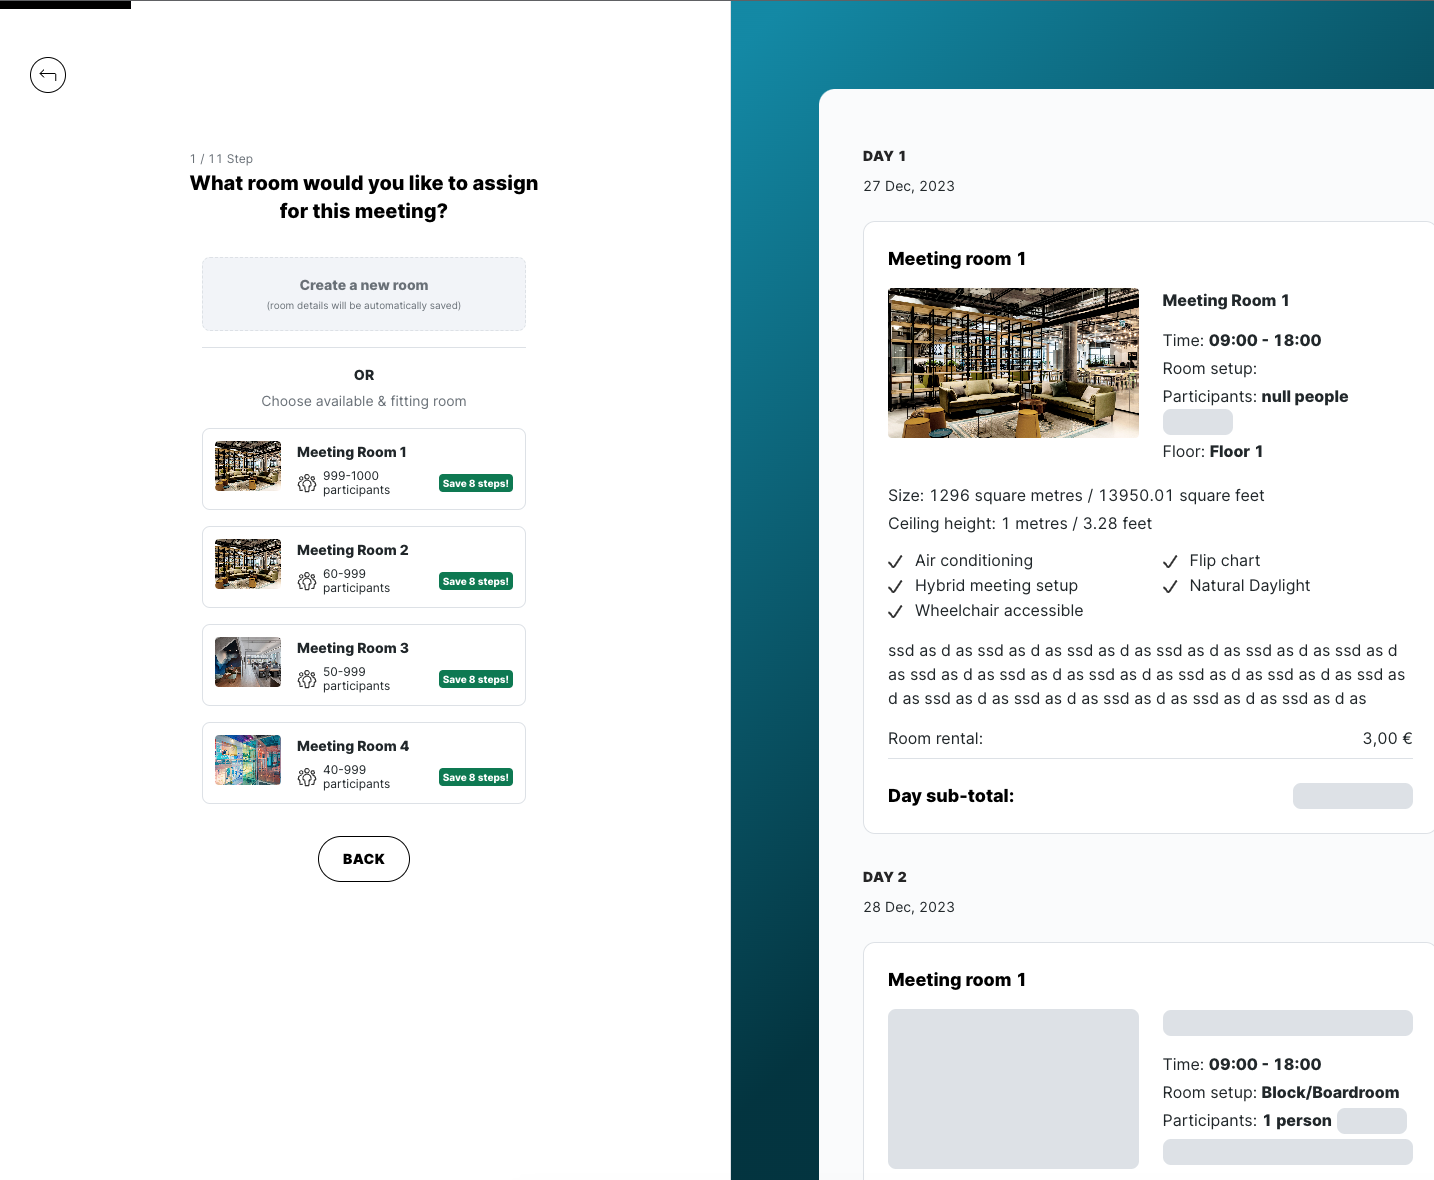 1 / 11 Step
What room would you like to assign
for this meeting?
Create a new room
(room details will be automatically saved)
OR
Choose available & fitting room
Meeting Room 1
999-1000
participants
Save 8 steps!
Meeting Room 2
60-999
participants
Save 8 steps!
Meeting Room 3
50-999
participants
Save 8 steps!
Meeting Room 4
40-999
participants
Save 8 steps!
BACK
DAY 1
27 Dec, 2023
Meeting room 1
Meeting Room 1
Time: 09:00 - 18:00
Room setup:
Participants: null people
Floor: Floor 1
Size: 1296 square metres / 13950.01 square feet
Ceiling height: 1 metres / 3.28 feet
Air conditioning
Flip chart
Hybrid meeting setup
Natural Daylight
Wheelchair accessible
ssd as d as ssd as d as ssd as d as ssd as d as ssd as d as ssd as d
as ssd as d as ssd as d as ssd as d as ssd as d as ssd as d as ssd as
d as ssd as d as ssd as d as ssd as d as ssd as d as ssd as d as
Room rental: 3,00 €
Day sub-total:
DAY 2
28 Dec, 2023
Meeting room 1
Time: 09:00 - 18:00
Room setup: Block/Boardroom
Participants: 1 person